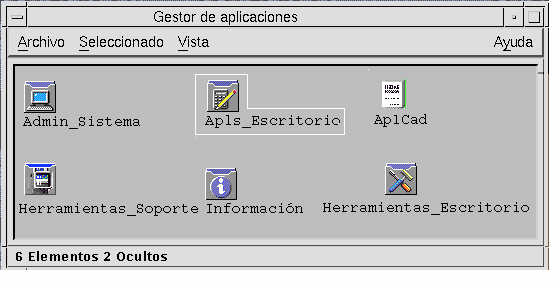 Gestor de aplicaciones
Archivo Seleccionado Vista Ayuda
Admin_Sistema Apls_Escritorio AplCad
Herramientas_Soporte Información Herramientas_Escritorio
6 Elementos 2 Ocultos